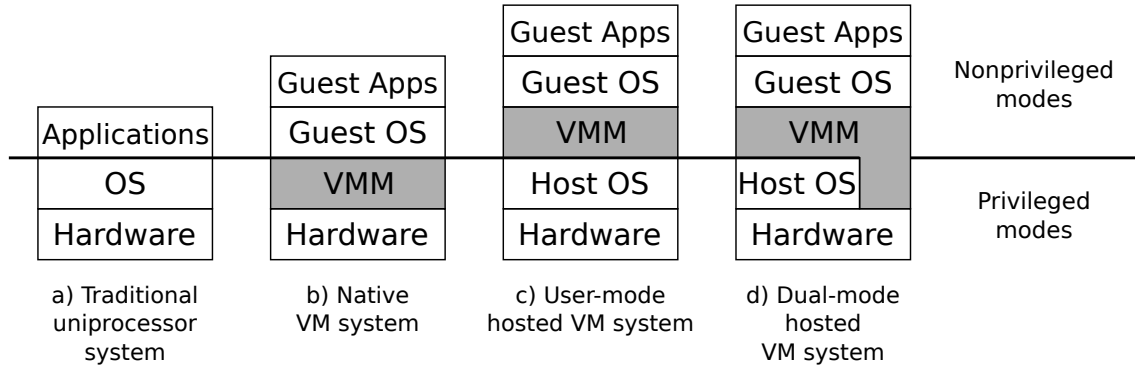 Guest Apps
Guest OS
VMM
Host OS
Hardware
c) User-mode
hosted VM system
Guest Apps
Guest OS
VMM
Host OS
Hardware
d) Dual-mode
hosted
VM system
Guest Apps
Guest OS
VMM
Hardware
b) Native
VM system
Applications
OS
Hardware
a) Traditional
uniprocessor
system
Nonprivileged
modes
Privileged
modes